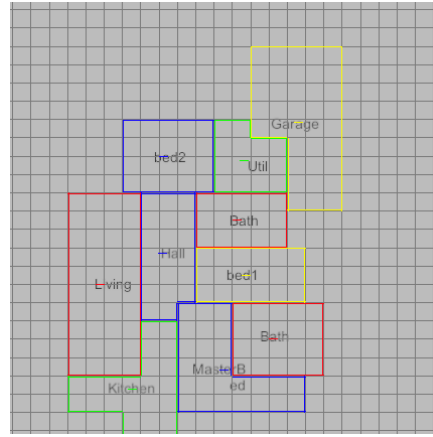 Garage
bed2
Util
Bath
Hall
bed1
Living
Bath
MasterB
ed
Kitchen